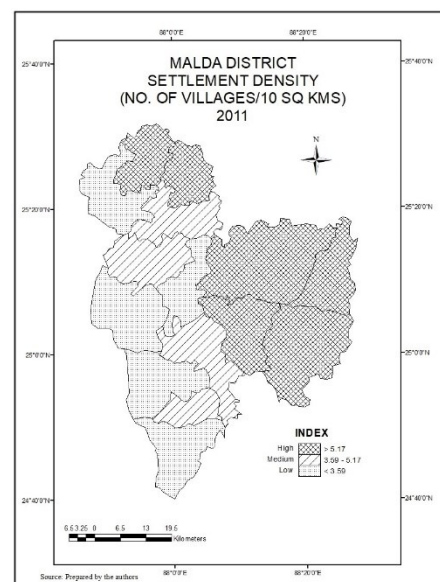 88°0'0"E 88°20'0"E
MALDA DISTRICT
SETTLEMENT DENSITY
(NO. OF VILLAGES/10 SQ KMS)
2011
N
25°40'0"N 25°40'0"N
25°20'0"N 25°20'0"N
25°0'0"N 25°0'0"N
INDEX
High > 5.17
Medium 3.59 - 5.17
Low < 3.59
24°40'0"N 24°40'0"N
6.5 3.25 0 6.5 13 19.5
Kilometers
Source: Prepared by the authors
88°0'0"E 88°20'0"E